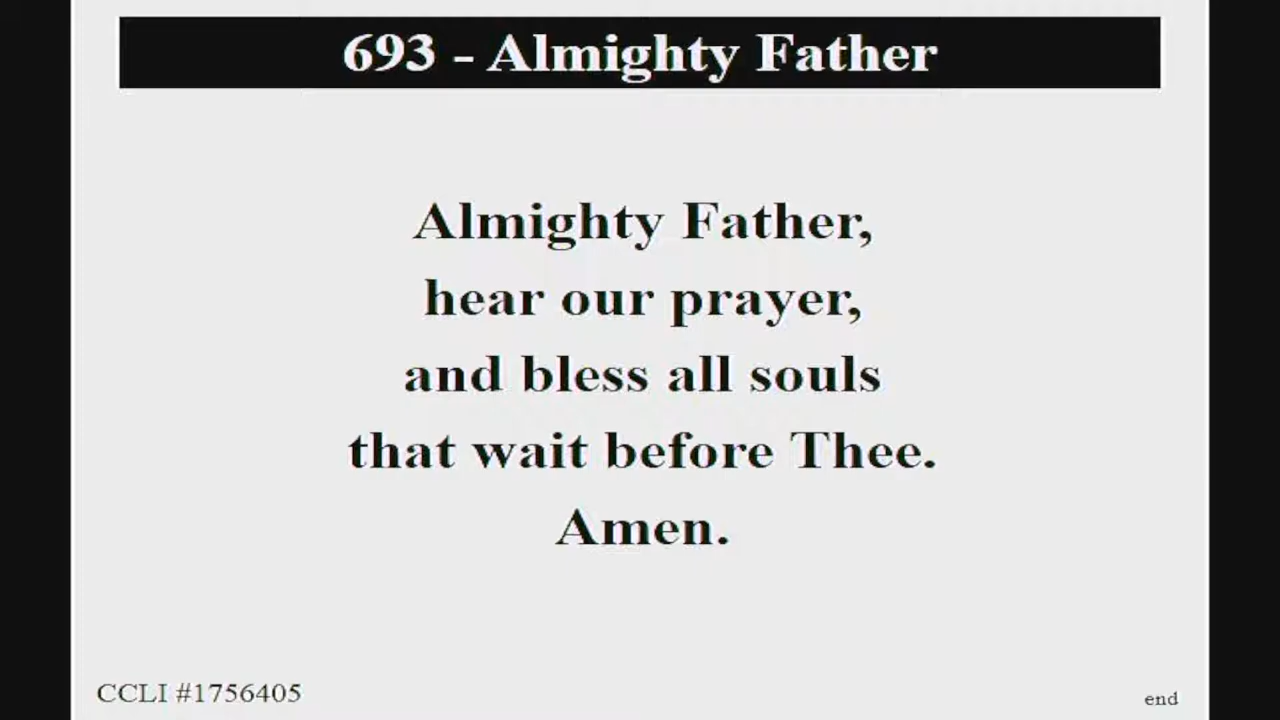 693 - Almighty Father
Almighty Father,
hear our prayer,
and bless all souls
that wait before Thee.
Amen.
CCLI #1756405
end